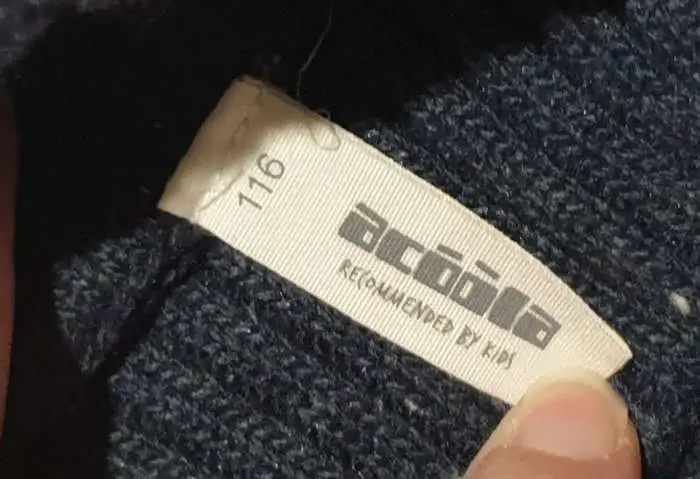 116
acoola
RECOMMENDED BY KIDS